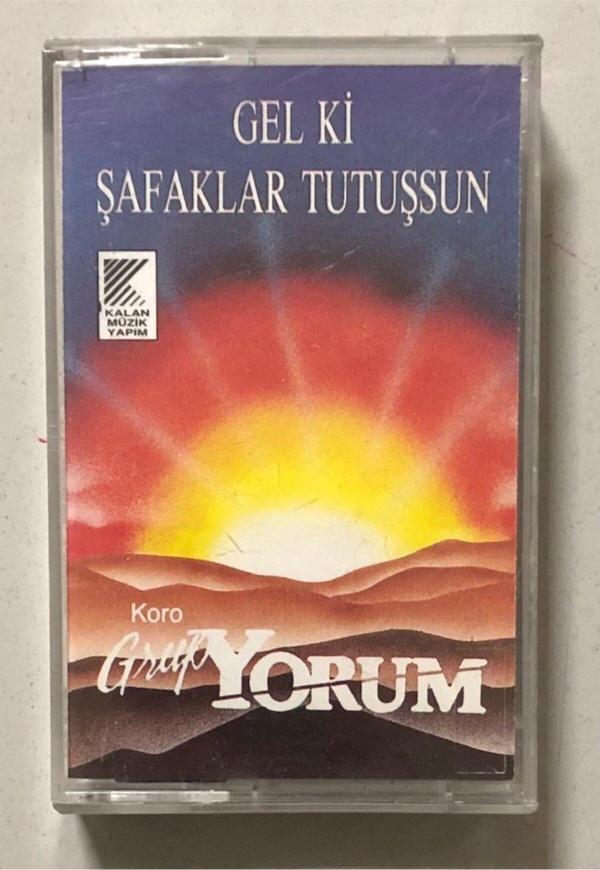 GEL Kİ
ŞAFAKLAR TUTUŞSUN
KALAN
MÜZİK
YAPIM
Koro
Grup YORUM